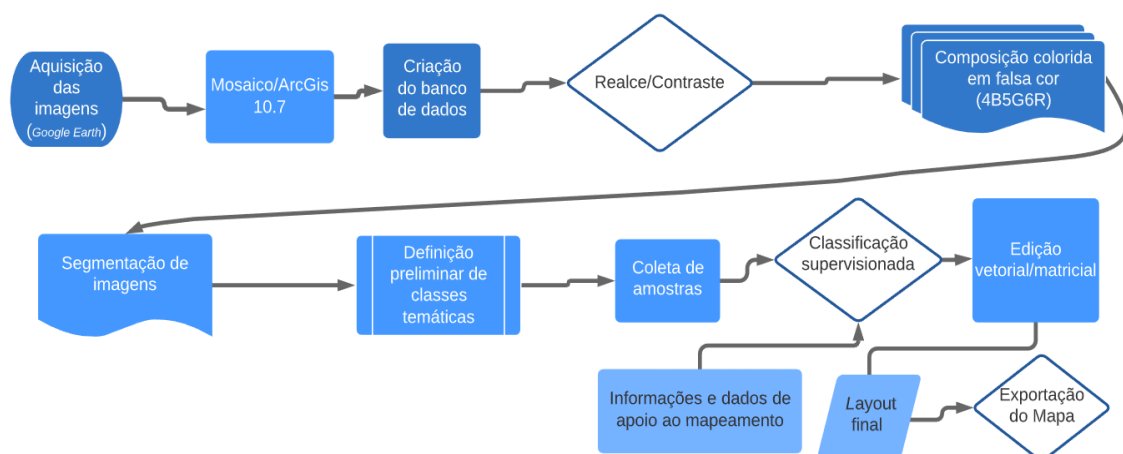 Aquisição
das
imagens
(Google Earth)
Mosaico/ArcGis
10.7
Criação
do banco
de dados
Realce/Contraste
Composição colorida
em falsa cor
(4B5G6R)
Segmentação de
imagens
Definição
preliminar de
classes
temáticas
Coleta de
amostras
Classificação
supervisionada
Edição
vetorial/matricial
Informações e dados de
apoio ao mapeamento
Layout
final
Exportação
do Mapa